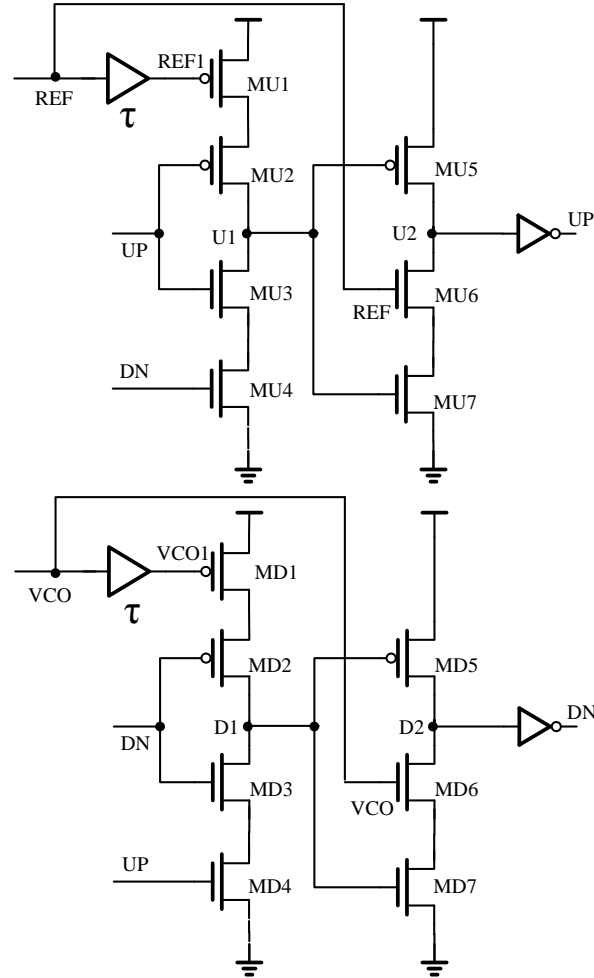 REF1
REF
τ
MU1
MU2
MU5
UP
U1
U2
UP
MU3
MU6
REF
DN
MU4
MU7
VCO1
VCO
τ
MD1
MD2
MD5
DN
D1
D2
DN
MD3
MD6
VCO
UP
MD4
MD7